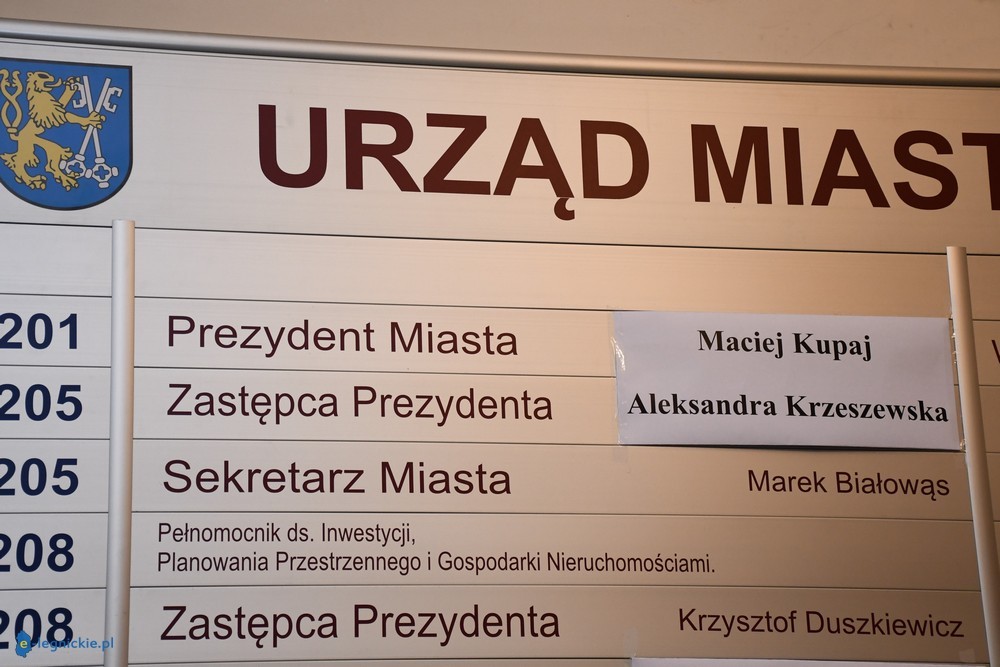 URZĄD MIAST
201 Prezydent Miasta Maciej Kupaj
205 Zastępca Prezydenta Aleksandra Krzeszewska
205 Sekretarz Miasta Marek Białowąs
208 Pełnomocnik ds. Inwestycji,
Planowania Przestrzennego i Gospodarki Nieruchomościami.
208 Zastępca Prezydenta Krzysztof Duszkiewicz
e-legnickie.pl